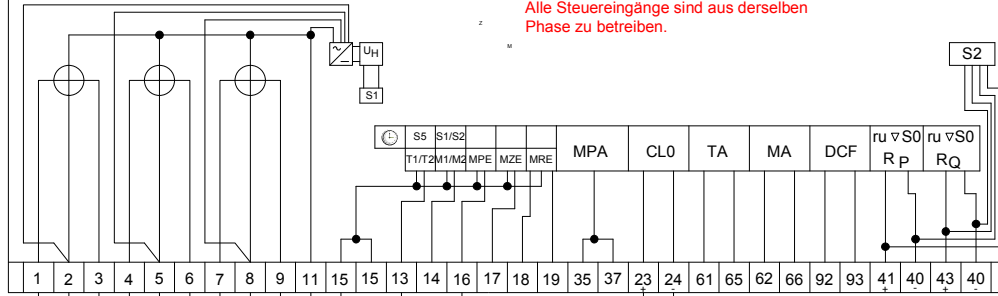 Alle Steuereingänge sind aus derselben
Phase zu betreiben.
Z
M
~ UH
S1
S2
S5 S1/S2
T1/T2 M1/M2 MPE MZE MRE
MPA CL0 TA MA DCF
ru ▽ S0 ru ▽ S0
RP RQ
1 2 3 4 5 6 7 8 9 11 15 15 13 14 16 17 18 19 35 37 23 24 61 65 62 66 92 93 41 40 43 40
+ - + - + -